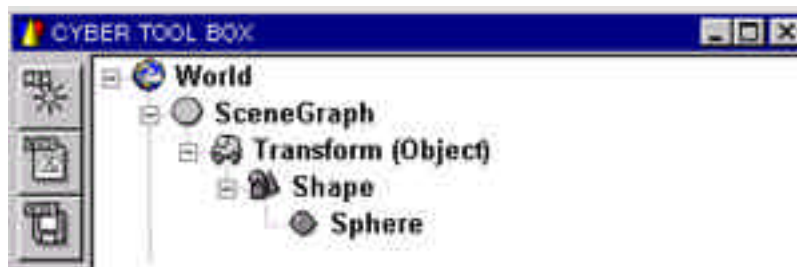 CYBER TOOL BOX
World
SceneGraph
Transform (Object)
Shape
Sphere